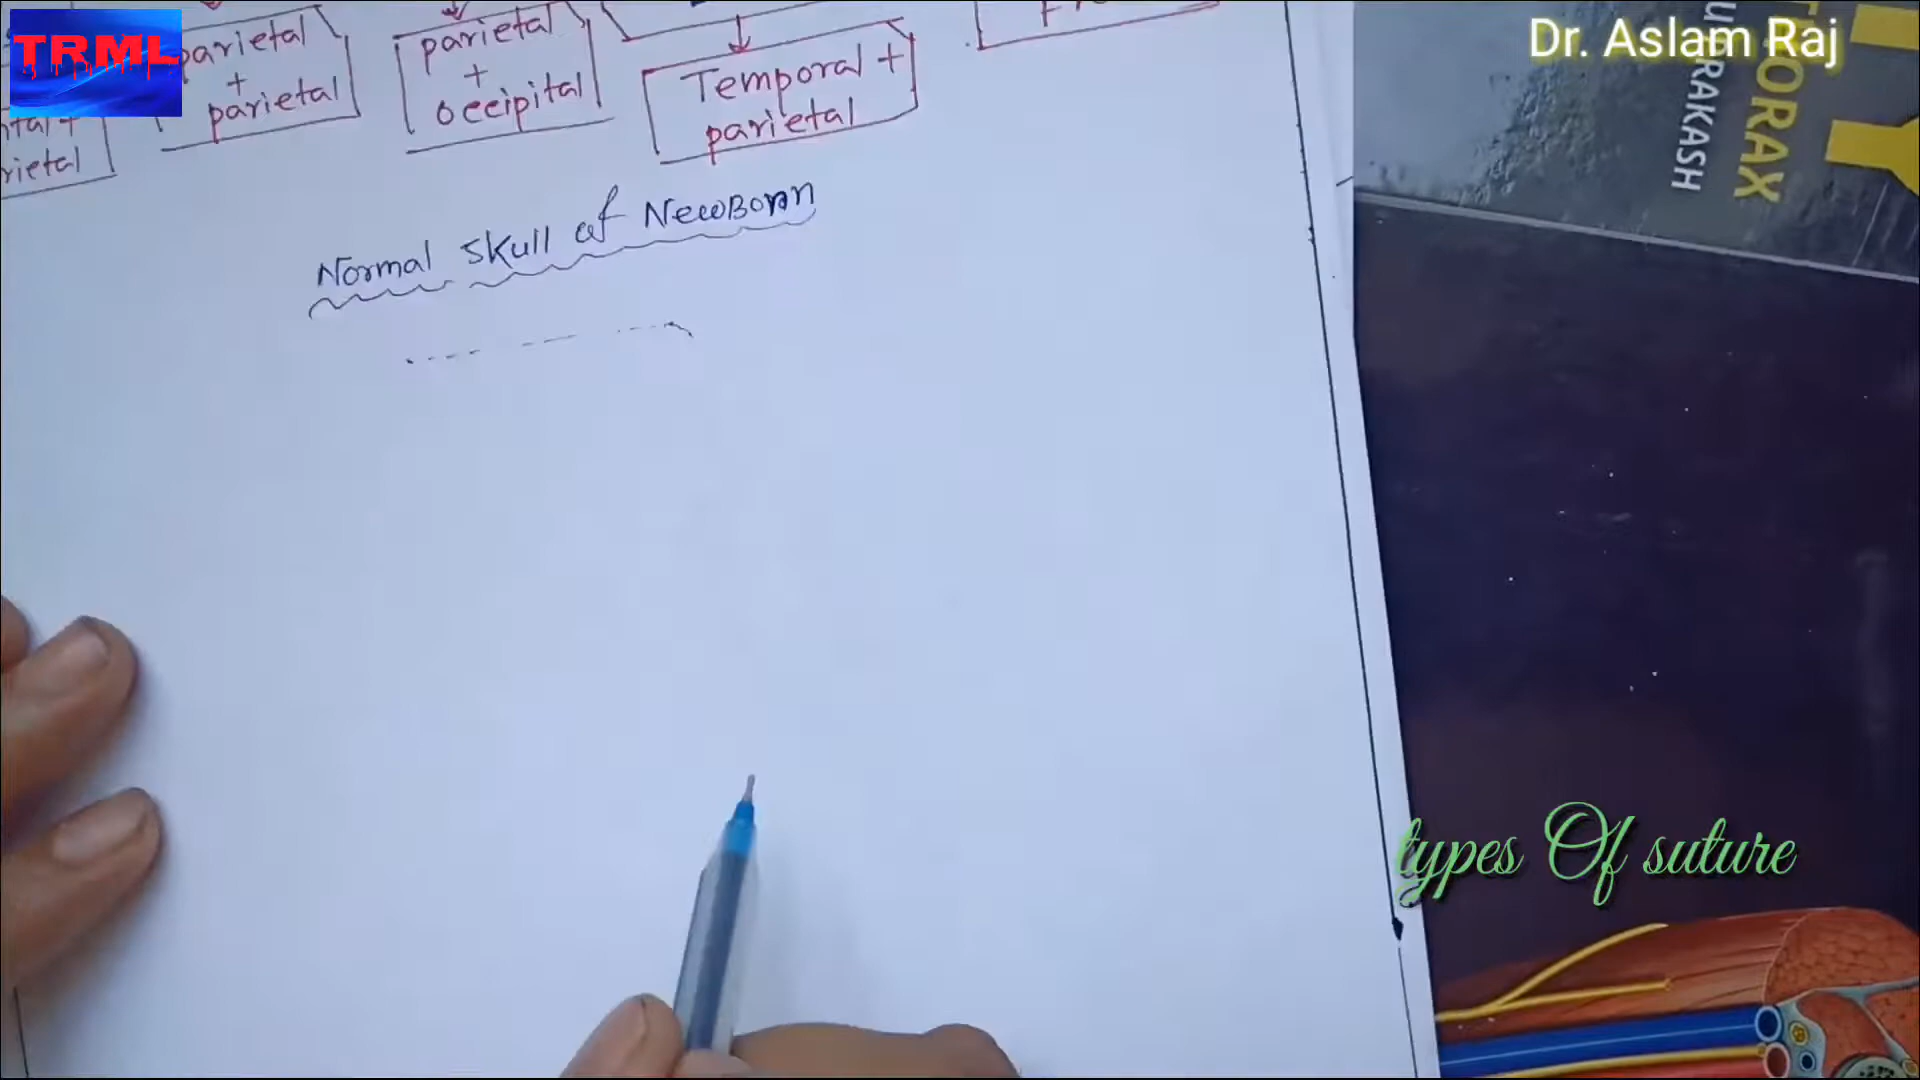 TRML
Dr. Aslam Raj
parietal
+
parietal
parietal
+
occipital
Temporal +
parietal
rietal
Normal skull of NewBorn
THORAX
RAKASH
types Of suture